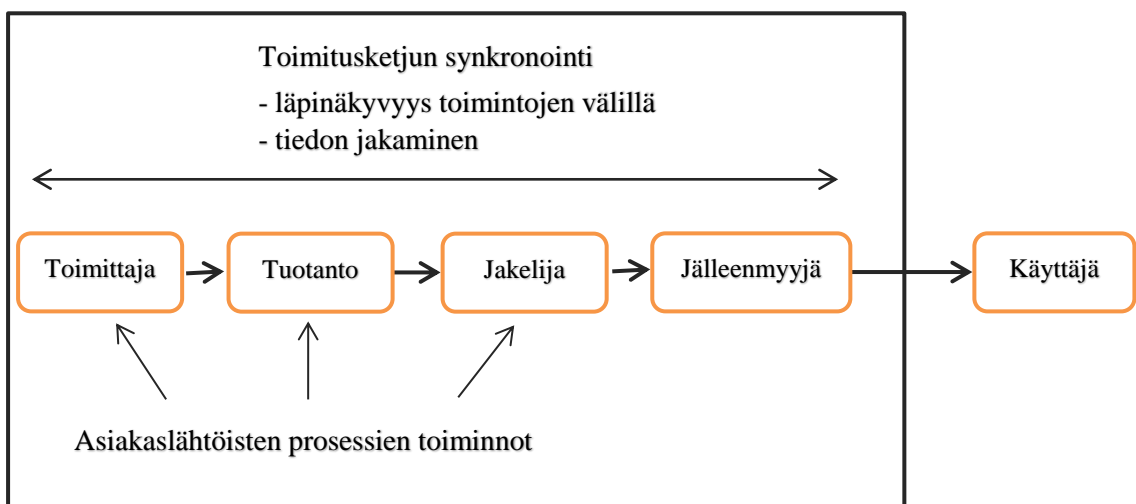 Toimitusketjun synkronointi
- läpinäkyvyys toimintojen välillä
- tiedon jakaminen
Toimittaja
Tuotanto
Jakelija
Jälleenmyyjä
Käyttäjä
Asiakaslähtöisten prosessien toiminnot